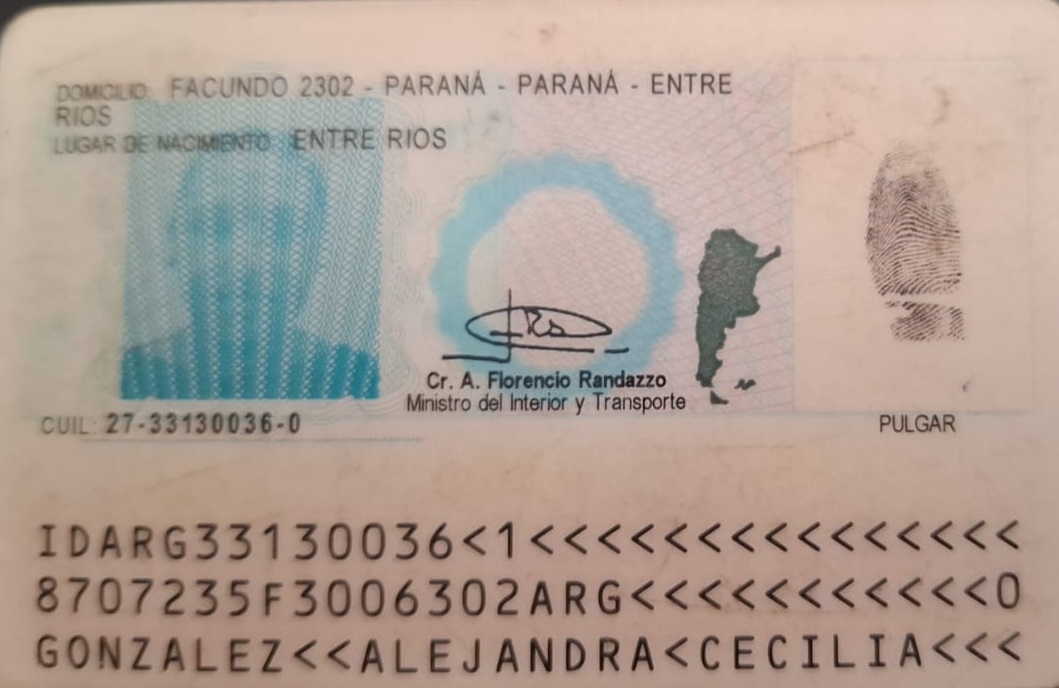 DOMICILIO: FACUNDO 2302 - PARANÁ - PARANÁ - ENTRE
RIOS
LUGAR DE NACIMIENTO: ENTRE RIOS
Cr. A. Florencio Randazzo
Ministro del Interior y Transporte
CUIL: 27-33130036-0
PULGAR
IDARG33130036<1<<<<<<<<<<<<<<<
8707235F3006302ARG<<<<<<<<<<<0
GONZALEZ<<ALEJANDRA<CECILIA<<<